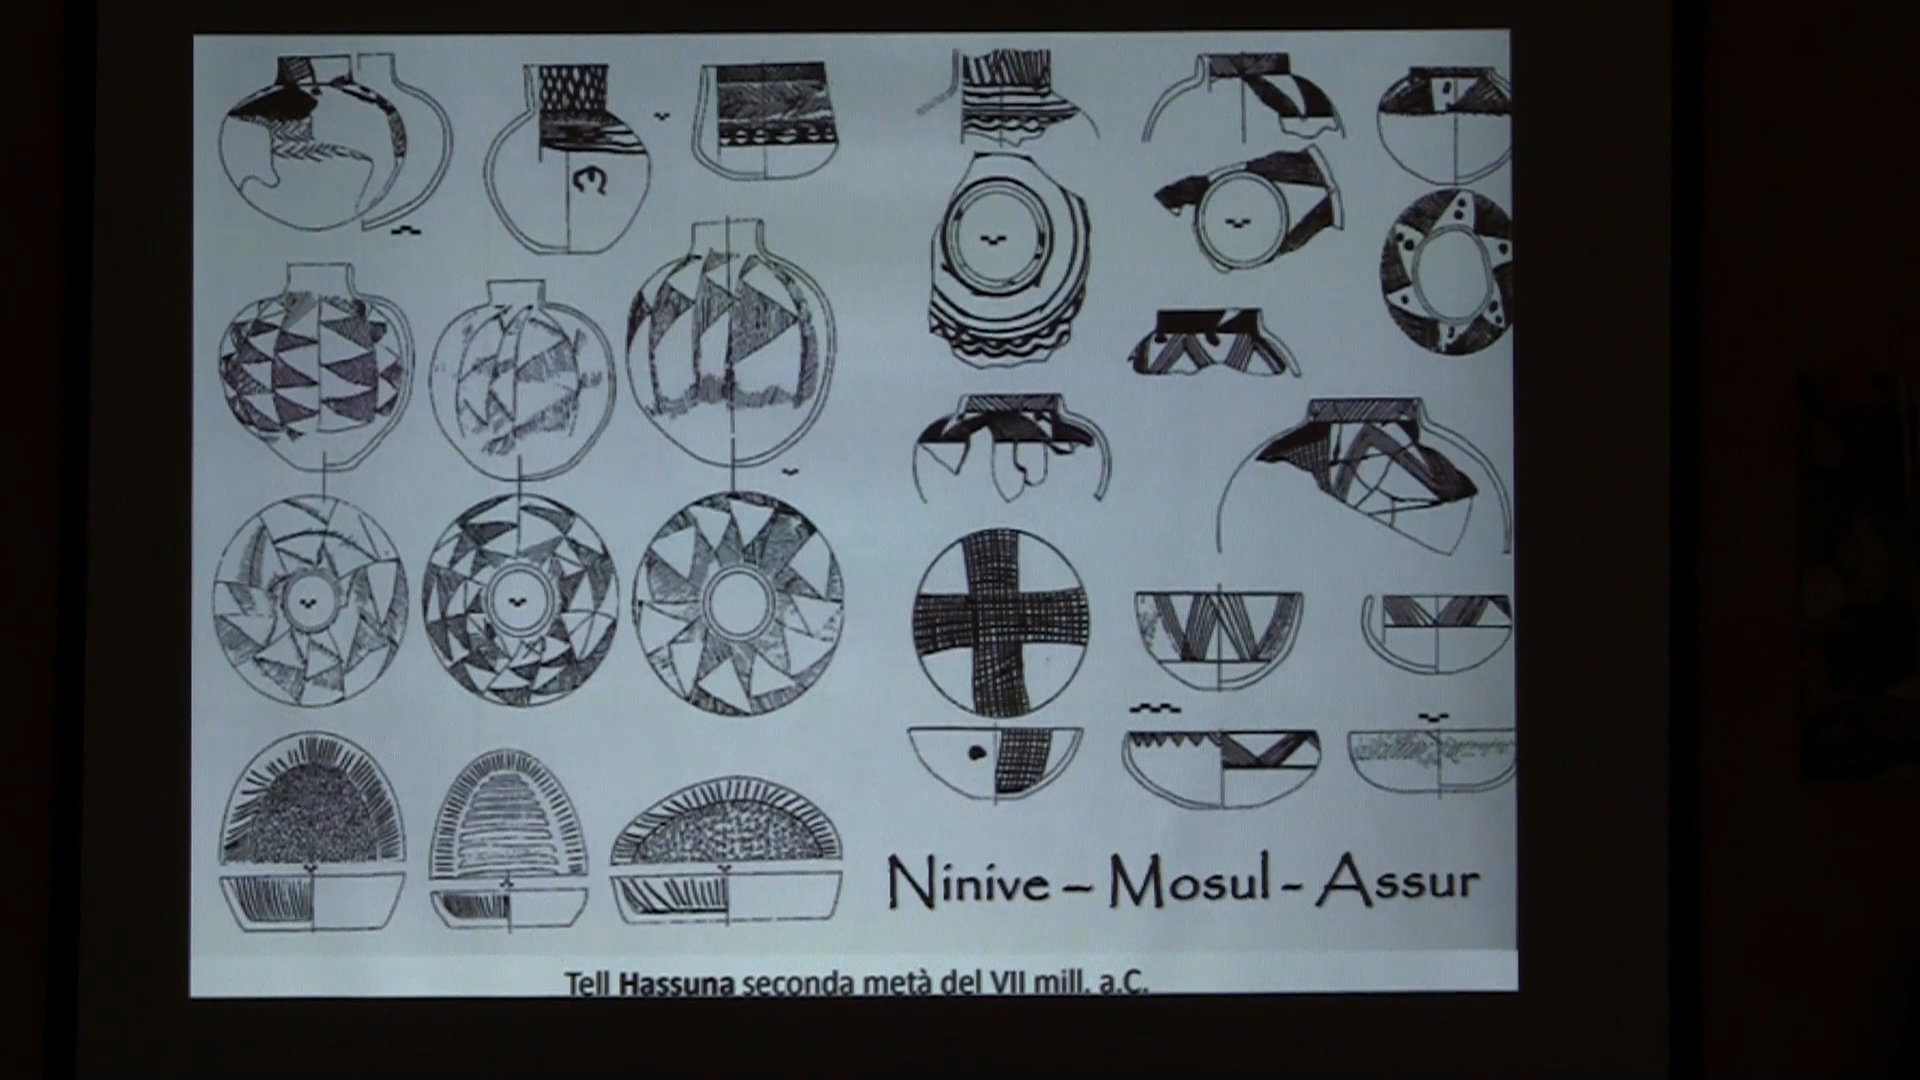 Ninive – Mosul - Assur
Tell Hassuna seconda metà del VII mill. a.C.